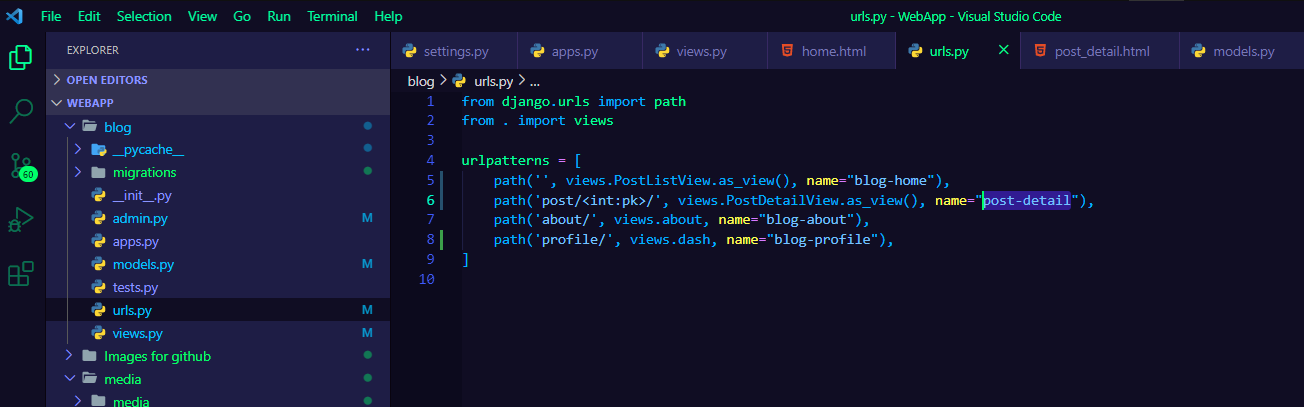 File Edit Selection View Go Run Terminal Help urls.py - WebApp - Visual Studio Code
EXPLORER ...
settings.py apps.py views.py home.html urls.py × post_detail.html models.py
OPEN EDITORS
WEBAPP
blog
__pycache__
migrations
__init__.py
admin.py M
apps.py
models.py M
tests.py
urls.py M
views.py M
Images for github
media
media
60
blog > urls.py > ...
1 from django.urls import path
2 from . import views
3
4 urlpatterns = [
5 path('', views.PostListView.as_view(), name="blog-home"),
6 path('post/<int:pk>/', views.PostDetailView.as_view(), name="post-detail"),
7 path('about/', views.about, name="blog-about"),
8 path('profile/', views.dash, name="blog-profile"),
9 ]
10